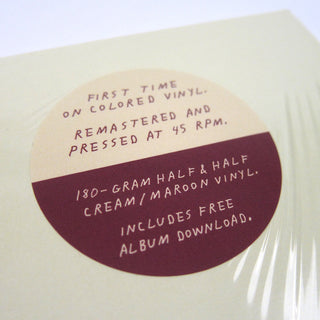 FIRST TIME
ON COLORED VINYL.
REMASTERED AND
PRESSED AT 45 RPM.
180-GRAM HALF & HALF
CREAM/MAROON VINYL.
INCLUDES FREE
ALBUM DOWNLOAD.